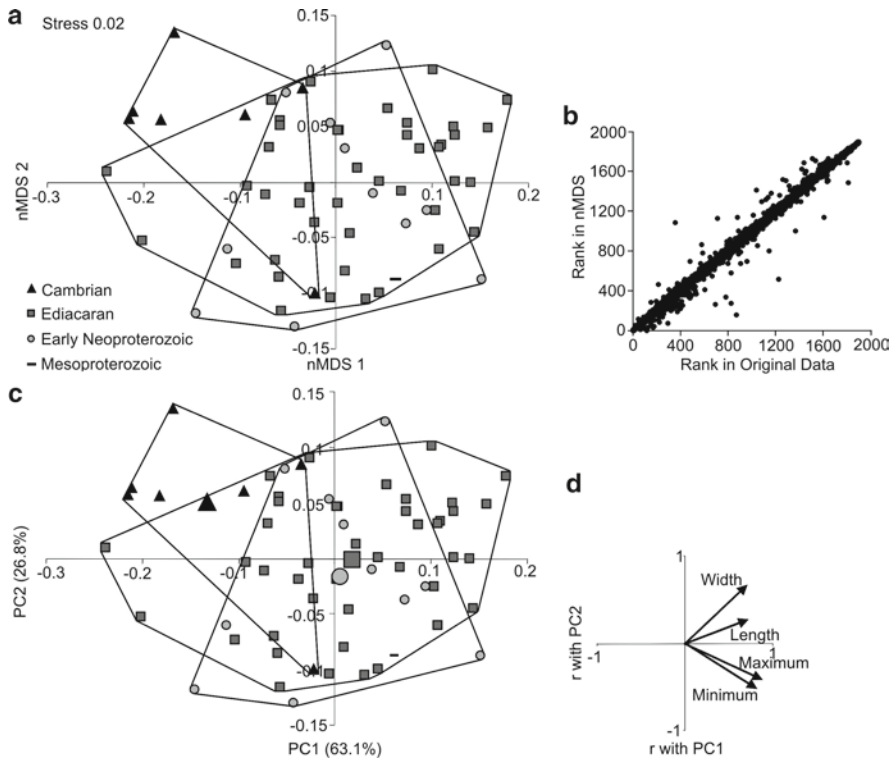 a
Stress 0.02
0.15
0.1
0.05
-0.05
-0.1
-0.15
-0.3
-0.2
-0.1
0.1
0.2
nMDS 2
nMDS 1
Cambrian
Ediacaran
Early Neoproterozoic
Mesoproterozoic
b
2000
1600
1200
800
400
0
0
400
800
1200
1600
2000
Rank in nMDS
Rank in Original Data
c
0.15
0.1
0.05
-0.05
-0.1
-0.15
-0.3
-0.2
-0.1
0.1
0.2
PC2 (26.8%)
PC1 (63.1%)
d
1
Width
Length
-1
1
Maximum
Minimum
-1
r with PC2
r with PC1